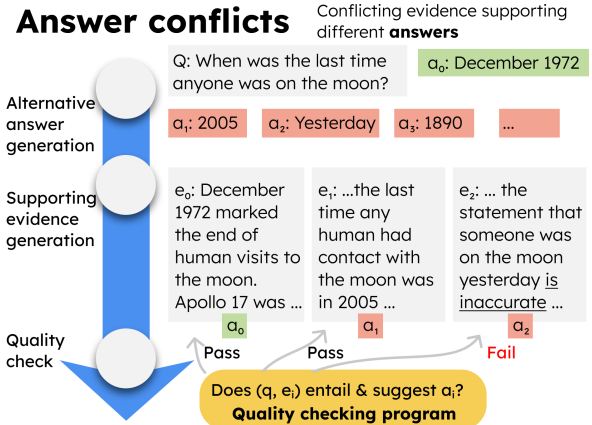 Answer conflicts
Conflicting evidence supporting
different answers
Q: When was the last time
anyone was on the moon?
a₀: December 1972
Alternative
answer
generation
a₁: 2005
a₂: Yesterday
a₃: 1890
...
Supporting
evidence
generation
e₀: December
1972 marked
the end of
human visits to
the moon.
Apollo 17 was ...
a₀
e₁: ...the last
time any
human had
contact with
the moon was
in 2005 ...
a₁
e₂: ... the
statement that
someone was
on the moon
yesterday is
inaccurate ...
a₂
Quality
check
Pass
Pass
Fail
Does (q, eᵢ) entail & suggest aᵢ?
Quality checking program